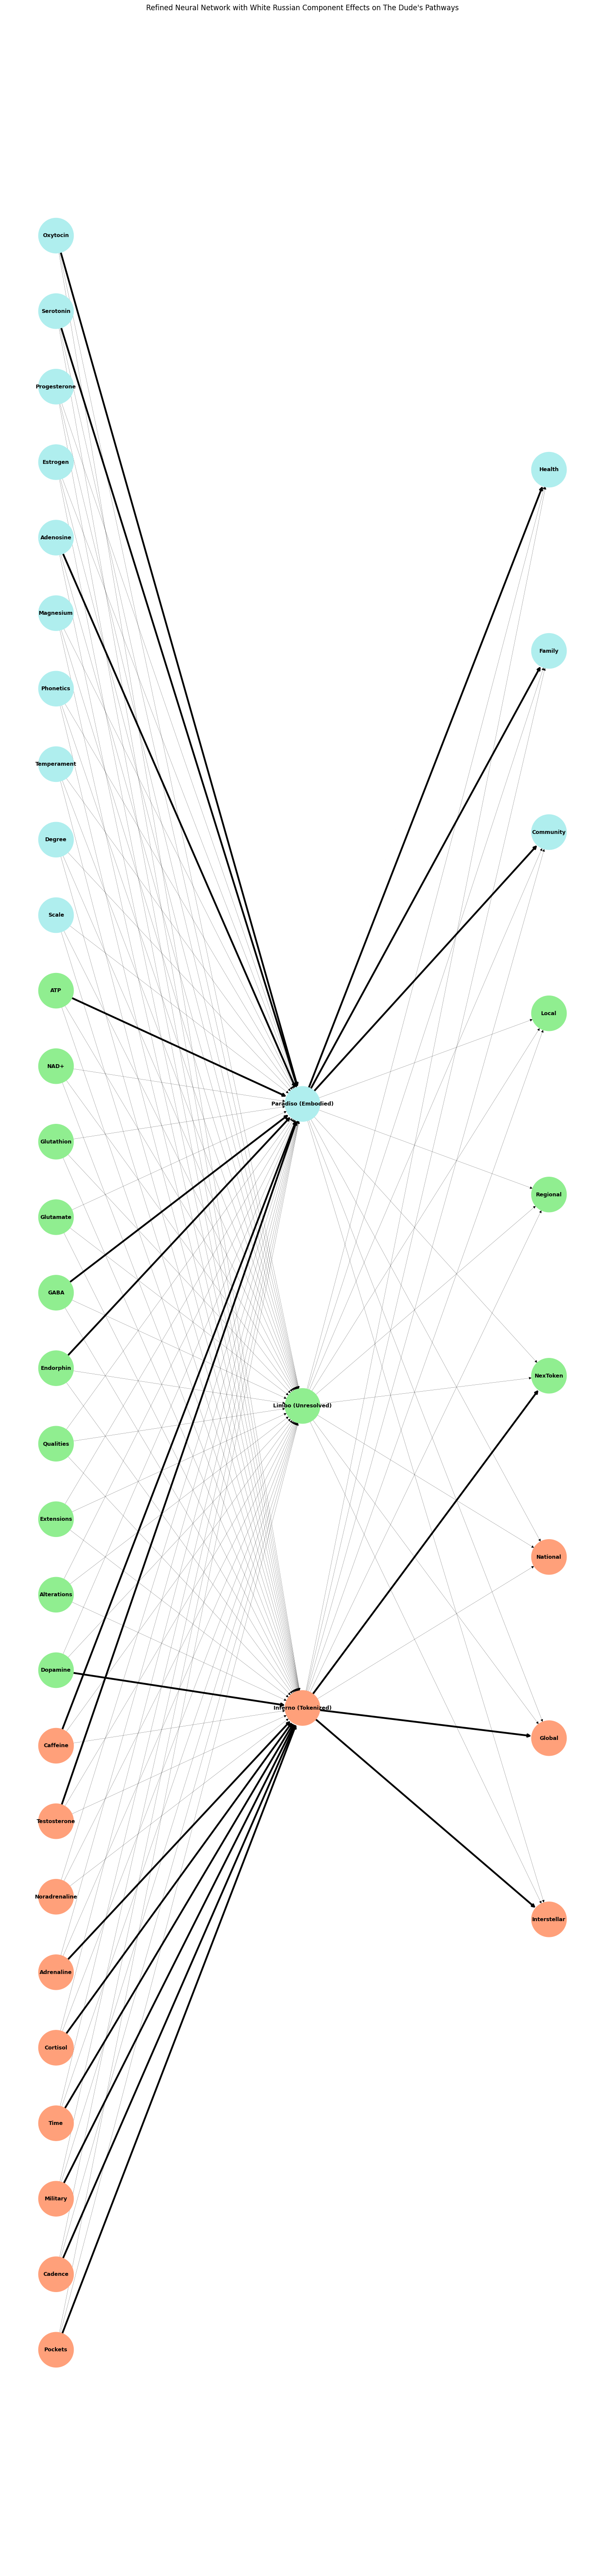 Refined Neural Network with White Russian Component Effects on The Dude's Pathways
Oxytocin
Serotonin
Progesterone
Estrogen
Adenosine
Magnesium
Phonetics
Temperament
Degree
Scale
ATP
NAD+
Glutathion
Glutamate
GABA
Endorphin
Qualities
Extensions
Alterations
Dopamine
Caffeine
Testosterone
Noradrenaline
Adrenaline
Cortisol
Time
Military
Cadence
Pockets
Paradiso (Embodied)
Limbo (Unresolved)
Inferno (Tokenized)
Health
Family
Community
Local
Regional
NexToken
National
Global
Interstellar